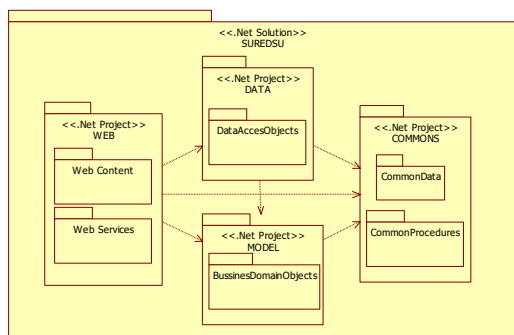 <<.Net Solution>>
SUREDSU
<<.Net Project>>
DATA
DataAccesObjects
<<.Net Project>>
WEB
Web Content
Web Services
<<.Net Project>>
COMMONS
CommonData
CommonProcedures
<<.Net Project>>
MODEL
BussinesDomainObjects